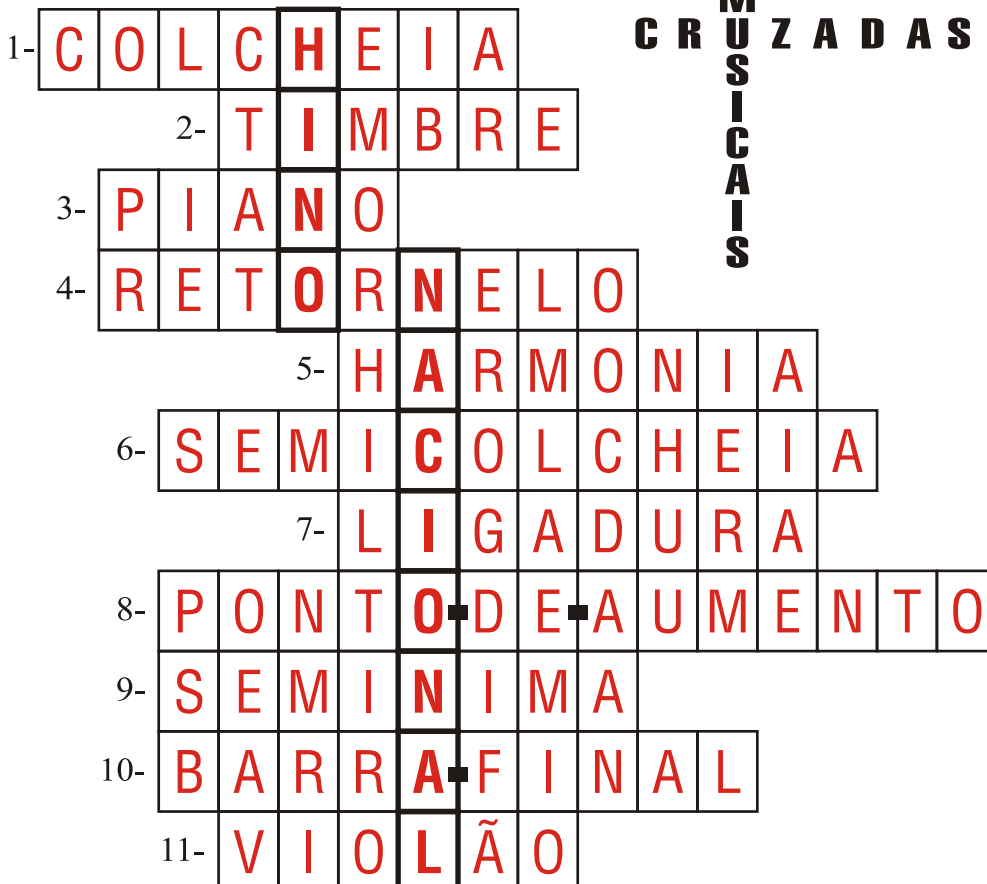 CRUZADAS
MUSICAIS
1- COLCHEIA
2- TIMBRE
3- PIANO
4- RETORNELO
5- HARMONIA
6- SEMICOLCHEIA
7- LIGADURA
8- PONTO-DE-AUMENTO
9- SEMINIMA
10- BARRA-FINAL
11- VIOLÃO